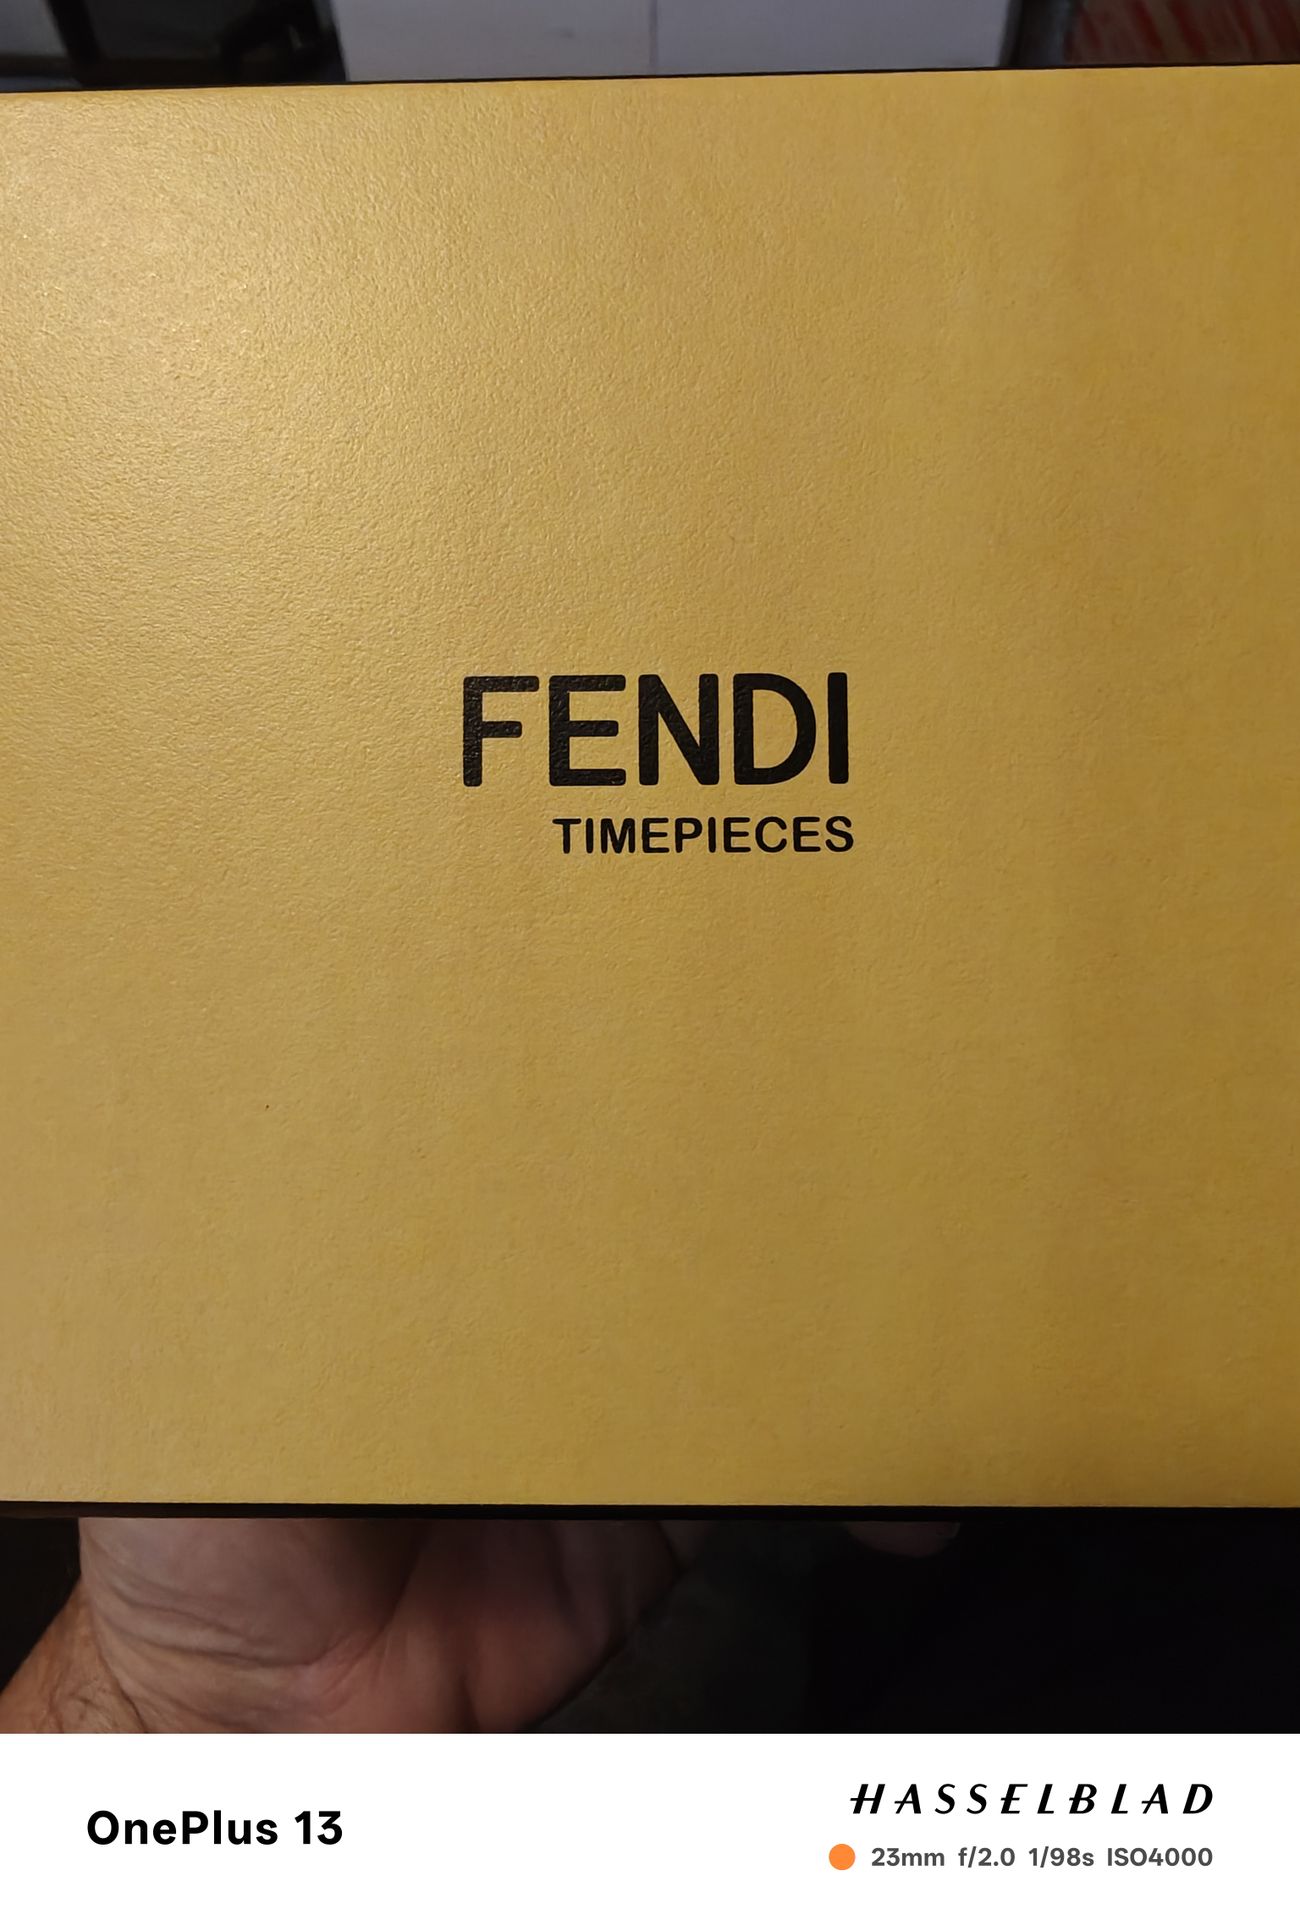 FENDI
TIMEPIECES
OnePlus 13
HASSELBLAD
23mm f/2.0 1/98s ISO4000